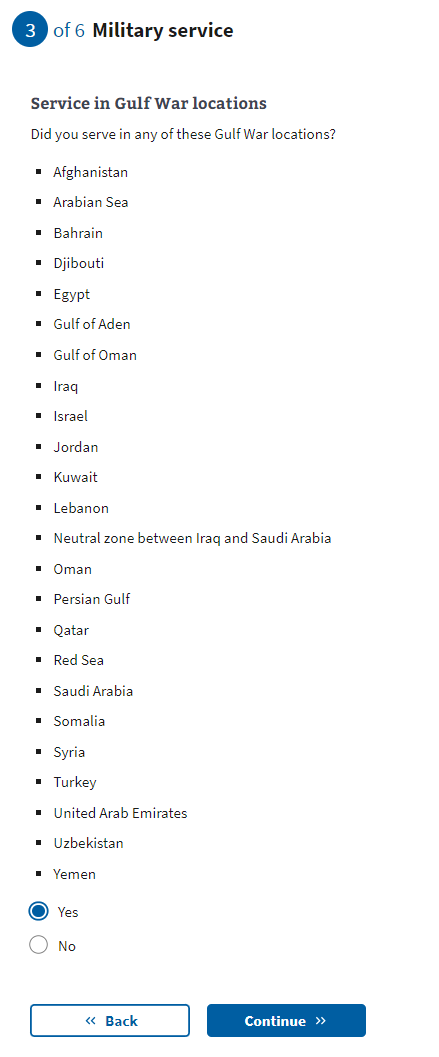 3 of 6 Military service
Service in Gulf War locations
Did you serve in any of these Gulf War locations?
Afghanistan
Arabian Sea
Bahrain
Djibouti
Egypt
Gulf of Aden
Gulf of Oman
Iraq
Israel
Jordan
Kuwait
Lebanon
Neutral zone between Iraq and Saudi Arabia
Oman
Persian Gulf
Qatar
Red Sea
Saudi Arabia
Somalia
Syria
Turkey
United Arab Emirates
Uzbekistan
Yemen
Yes
No
« Back Continue »